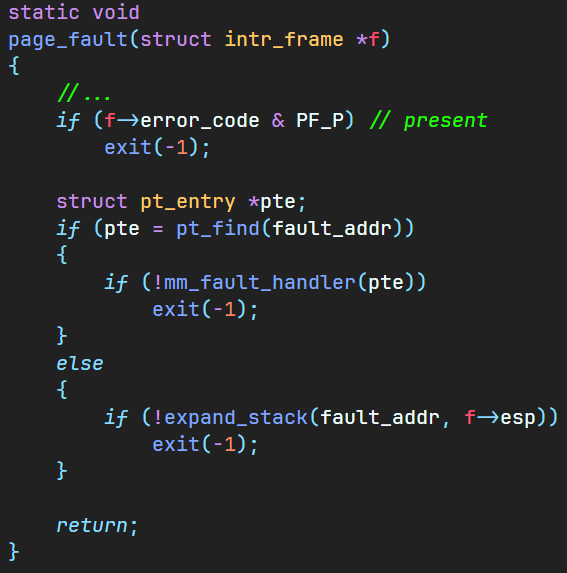 static void
page_fault(struct intr_frame *f)
{
    //...
    if (f->error_code & PF_P) // present
        exit(-1);

    struct pt_entry *pte;
    if (pte = pt_find(fault_addr))
    {
        if (!mm_fault_handler(pte))
            exit(-1);
    }
    else
    {
        if (!expand_stack(fault_addr, f->esp))
            exit(-1);
    }

    return;
}